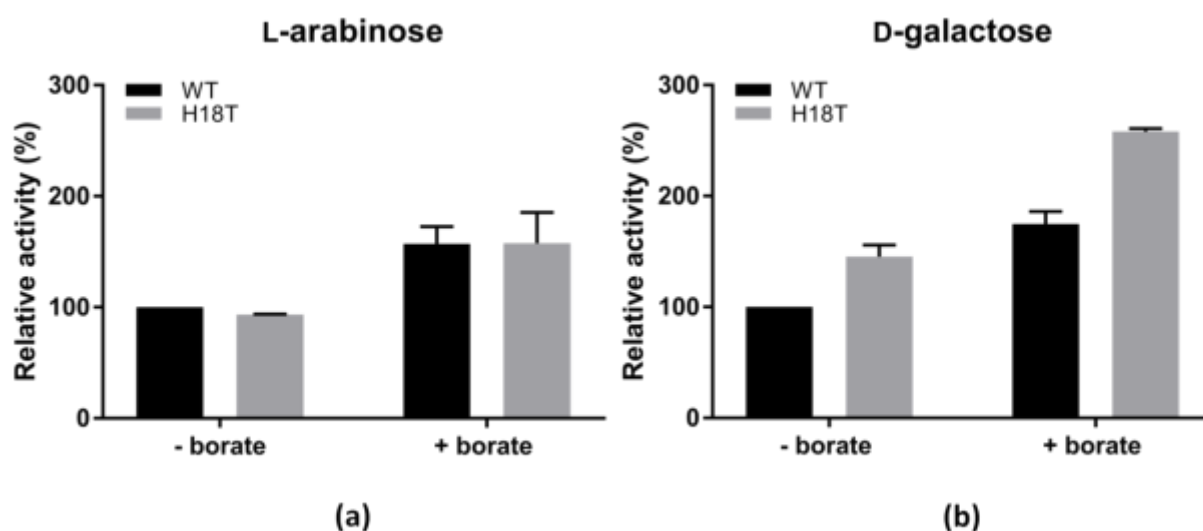 L-arabinose
300
200
100
0
Relative activity (%)
WT
H18T
- borate
+ borate
(a)
D-galactose
300
200
100
0
Relative activity (%)
WT
H18T
- borate
+ borate
(b)